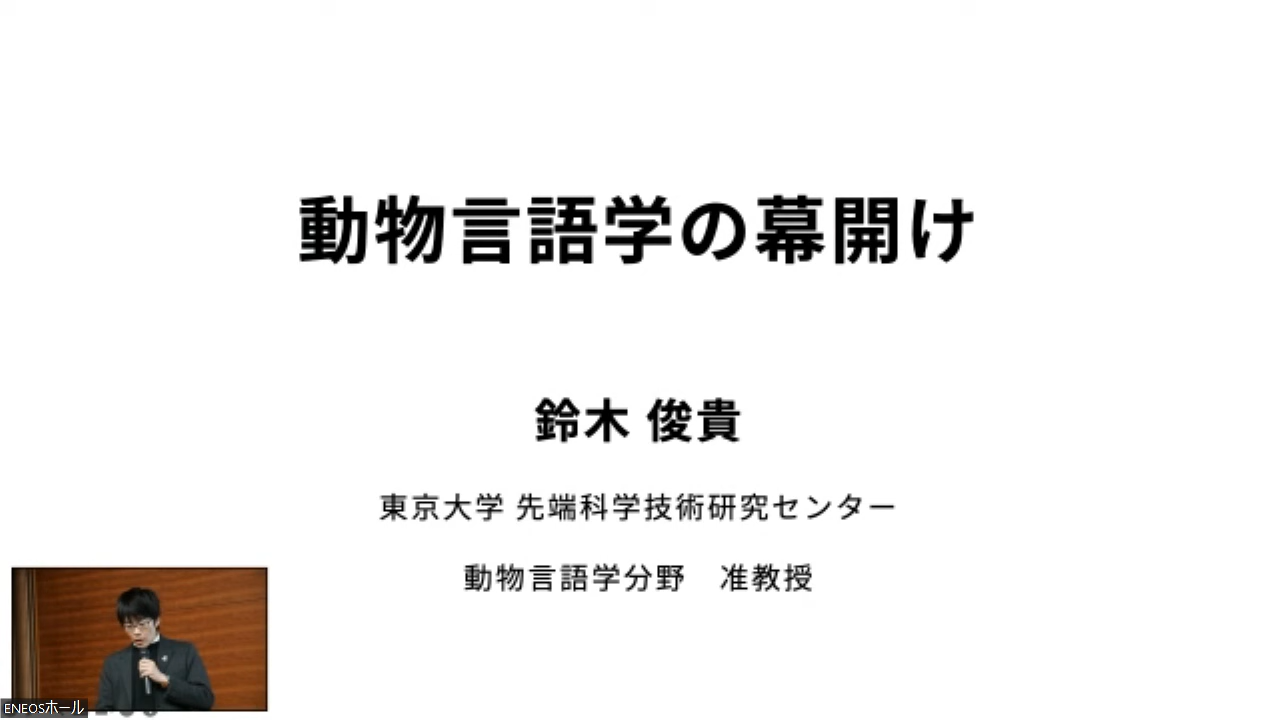 動物言語学の幕開け
鈴木 俊貴
東京大学 先端科学技術研究センター
動物言語学分野　准教授
ENEOSホール